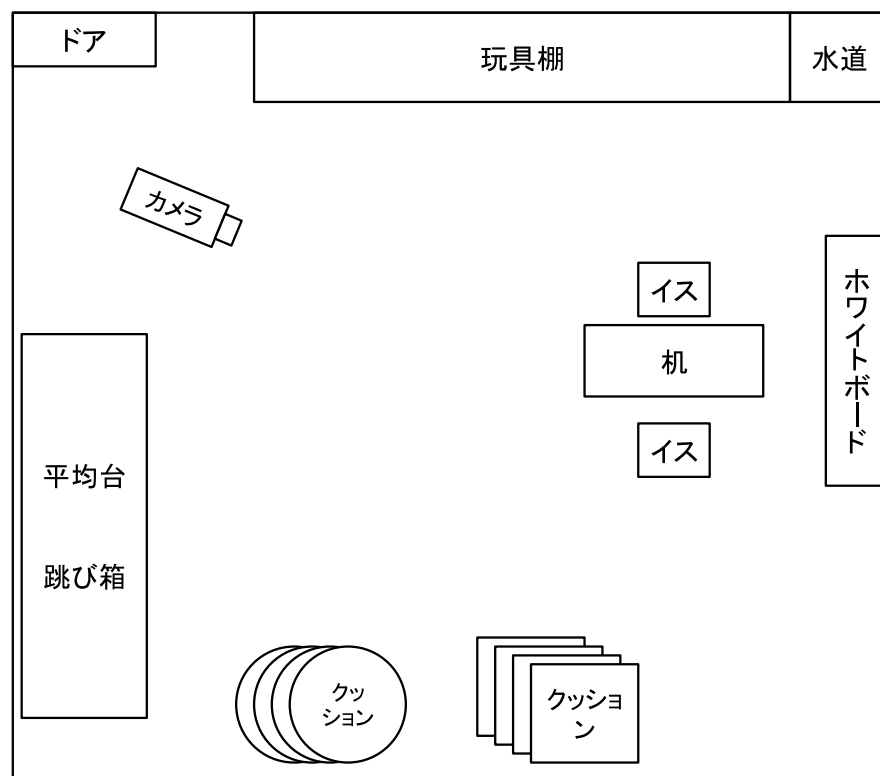 ドア
玩具棚
水道
カメラ
イス
机
イス
ホワイトボード
平均台
跳び箱
クッ
ション
クッショ
ン